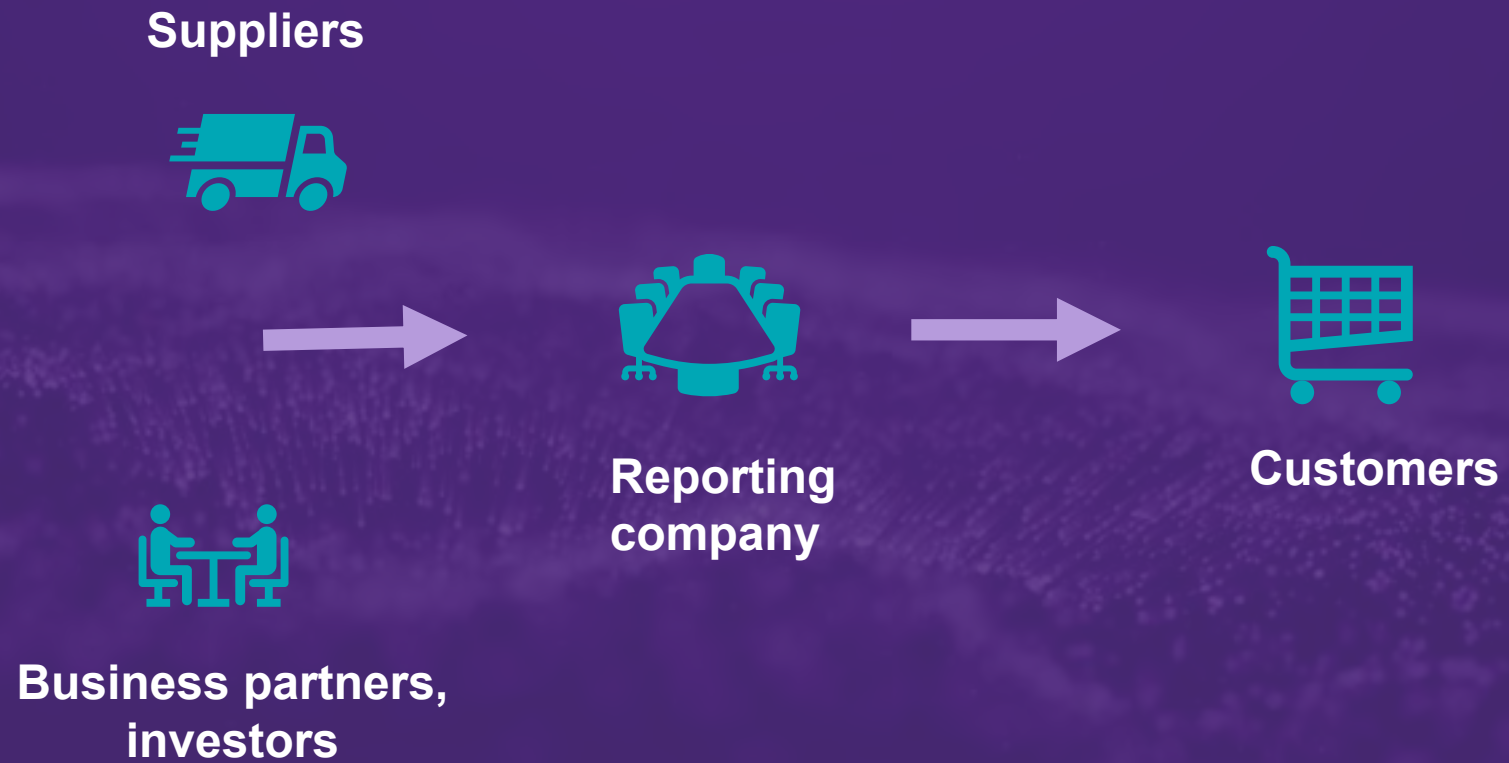 Suppliers
Reporting
company
Customers
Business partners,
investors